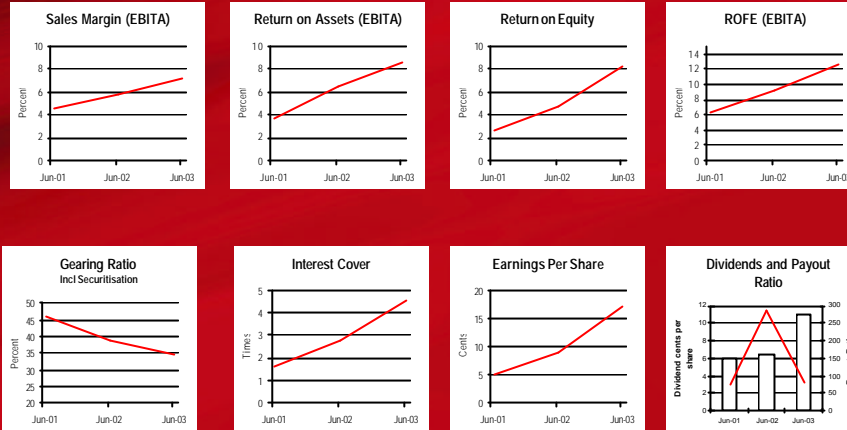 Sales Margin (EBITA)
10
8
6
4
2
0
Percent
Jun-01 Jun-02 Jun-03
Return on Assets (EBITA)
10
8
6
4
2
0
Percent
Jun-01 Jun-02 Jun-03
Return on Equity
10
8
6
4
2
0
Percent
Jun-01 Jun-02 Jun-03
ROFE (EBITA)
14
12
10
8
6
4
2
0
Percent
Jun-01 Jun-02 Jun-0
Gearing Ratio
Incl Securitisation
50
45
40
35
30
25
20
Percent
Jun-01 Jun-02 Jun-03
Interest Cover
5
4
3
2
1
0
Times
Jun-01 Jun-02 Jun-03
Earnings Per Share
20
15
10
5
0
Cents
Jun-01 Jun-02 Jun-03
Dividends and Payout
Ratio
12
10
8
6
4
2
0
Dividend cents per
share
300
250
200
150
100
50
0
Jun-01 Jun-02 Jun-03